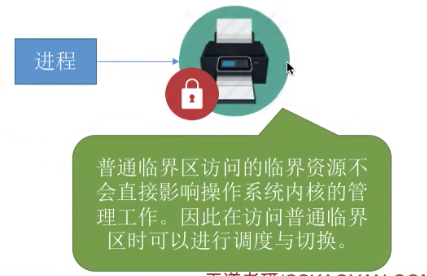 进程
普通临界区访问的临界资源不
会直接影响操作系统内核的管
理工作。因此在访问普通临界
区时可以进行调度与切换。